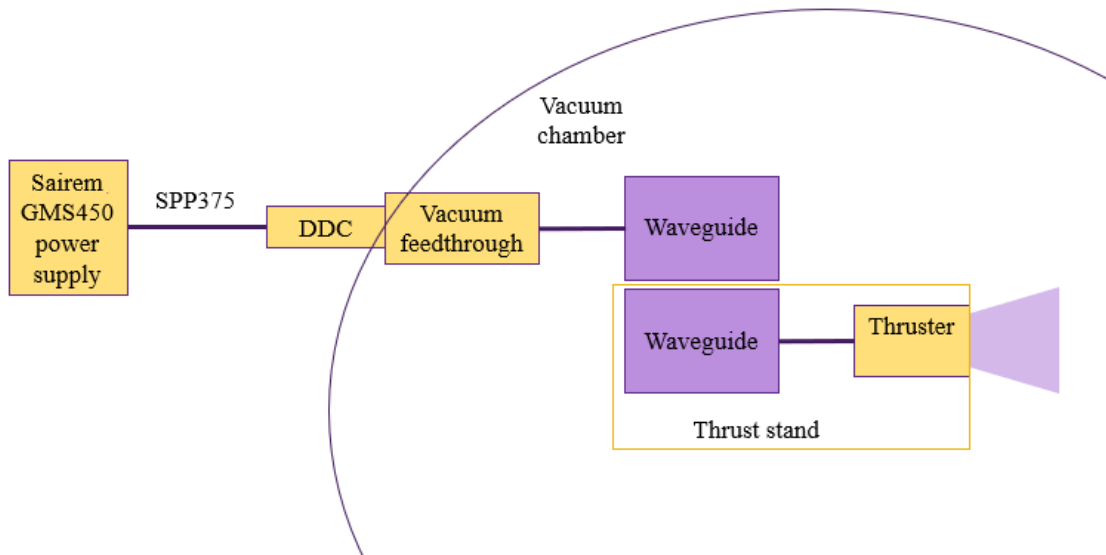 Vacuum
chamber
Sairem
GMS450
power
supply
SPP375
DDC
Vacuum
feedthrough
Waveguide
Waveguide
Thruster
Thrust stand